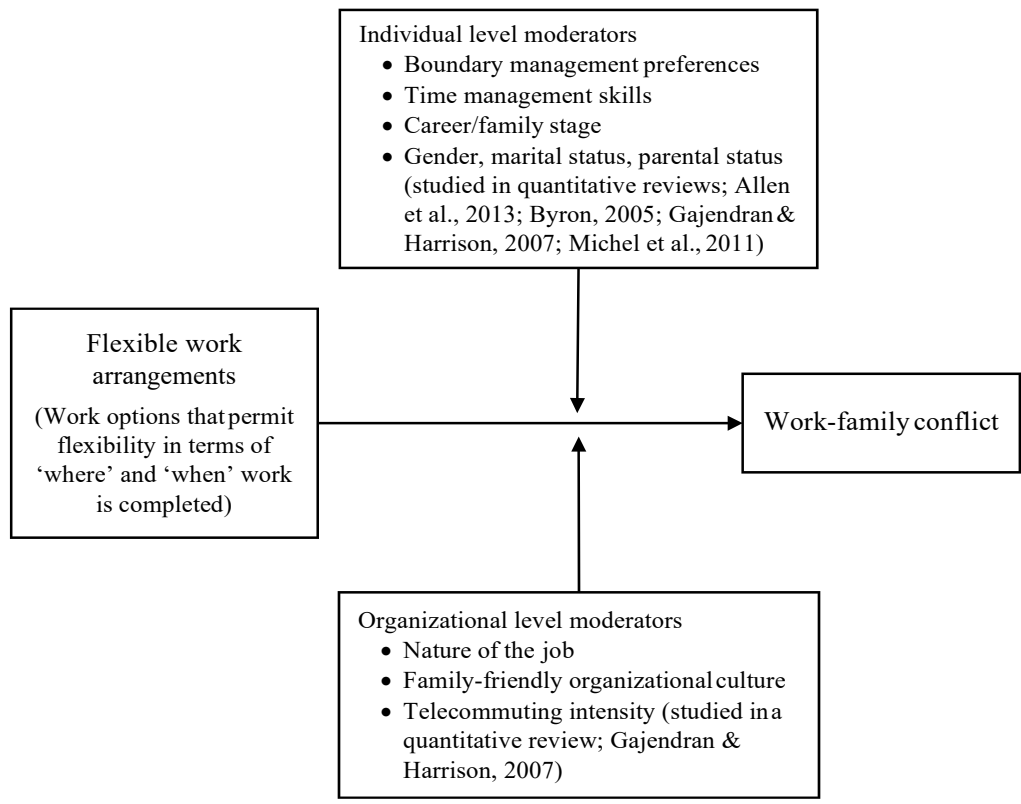 Individual level moderators
• Boundary management preferences
• Time management skills
• Career/family stage
• Gender, marital status, parental status
(studied in quantitative reviews; Allen
et al., 2013; Byron, 2005; Gajendran &
Harrison, 2007; Michel et al., 2011)
Flexible work
arrangements
(Work options that permit
flexibility in terms of
‘where’ and ‘when’ work
is completed)
Work-family conflict
Organizational level moderators
• Nature of the job
• Family-friendly organizational culture
• Telecommuting intensity (studied in a
quantitative review; Gajendran &
Harrison, 2007)